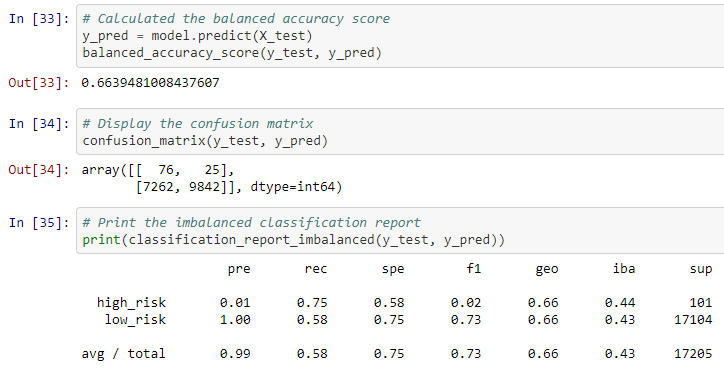 In [33]: # Calculated the balanced accuracy score
y_pred = model.predict(X_test)
balanced_accuracy_score(y_test, y_pred)
Out[33]: 0.6639481008437607
In [34]: # Display the confusion matrix
confusion_matrix(y_test, y_pred)
Out[34]: array([[  76,   25],
       [7262, 9842]], dtype=int64)
In [35]: # Print the imbalanced classification report
print(classification_report_imbalanced(y_test, y_pred))
pre rec spe f1 geo iba sup
high_risk 0.01 0.75 0.58 0.02 0.66 0.44 101
low_risk 1.00 0.58 0.75 0.73 0.66 0.43 17104
avg / total 0.99 0.58 0.75 0.73 0.66 0.43 17205